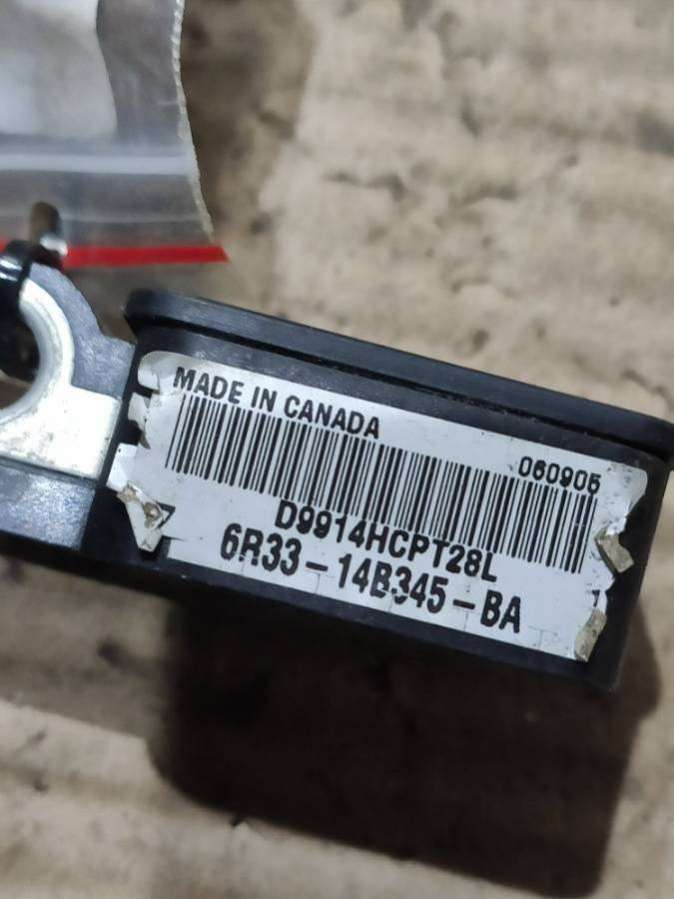 MADE IN CANADA
060905
D9914HCPT28L
6R33-14B345-BA